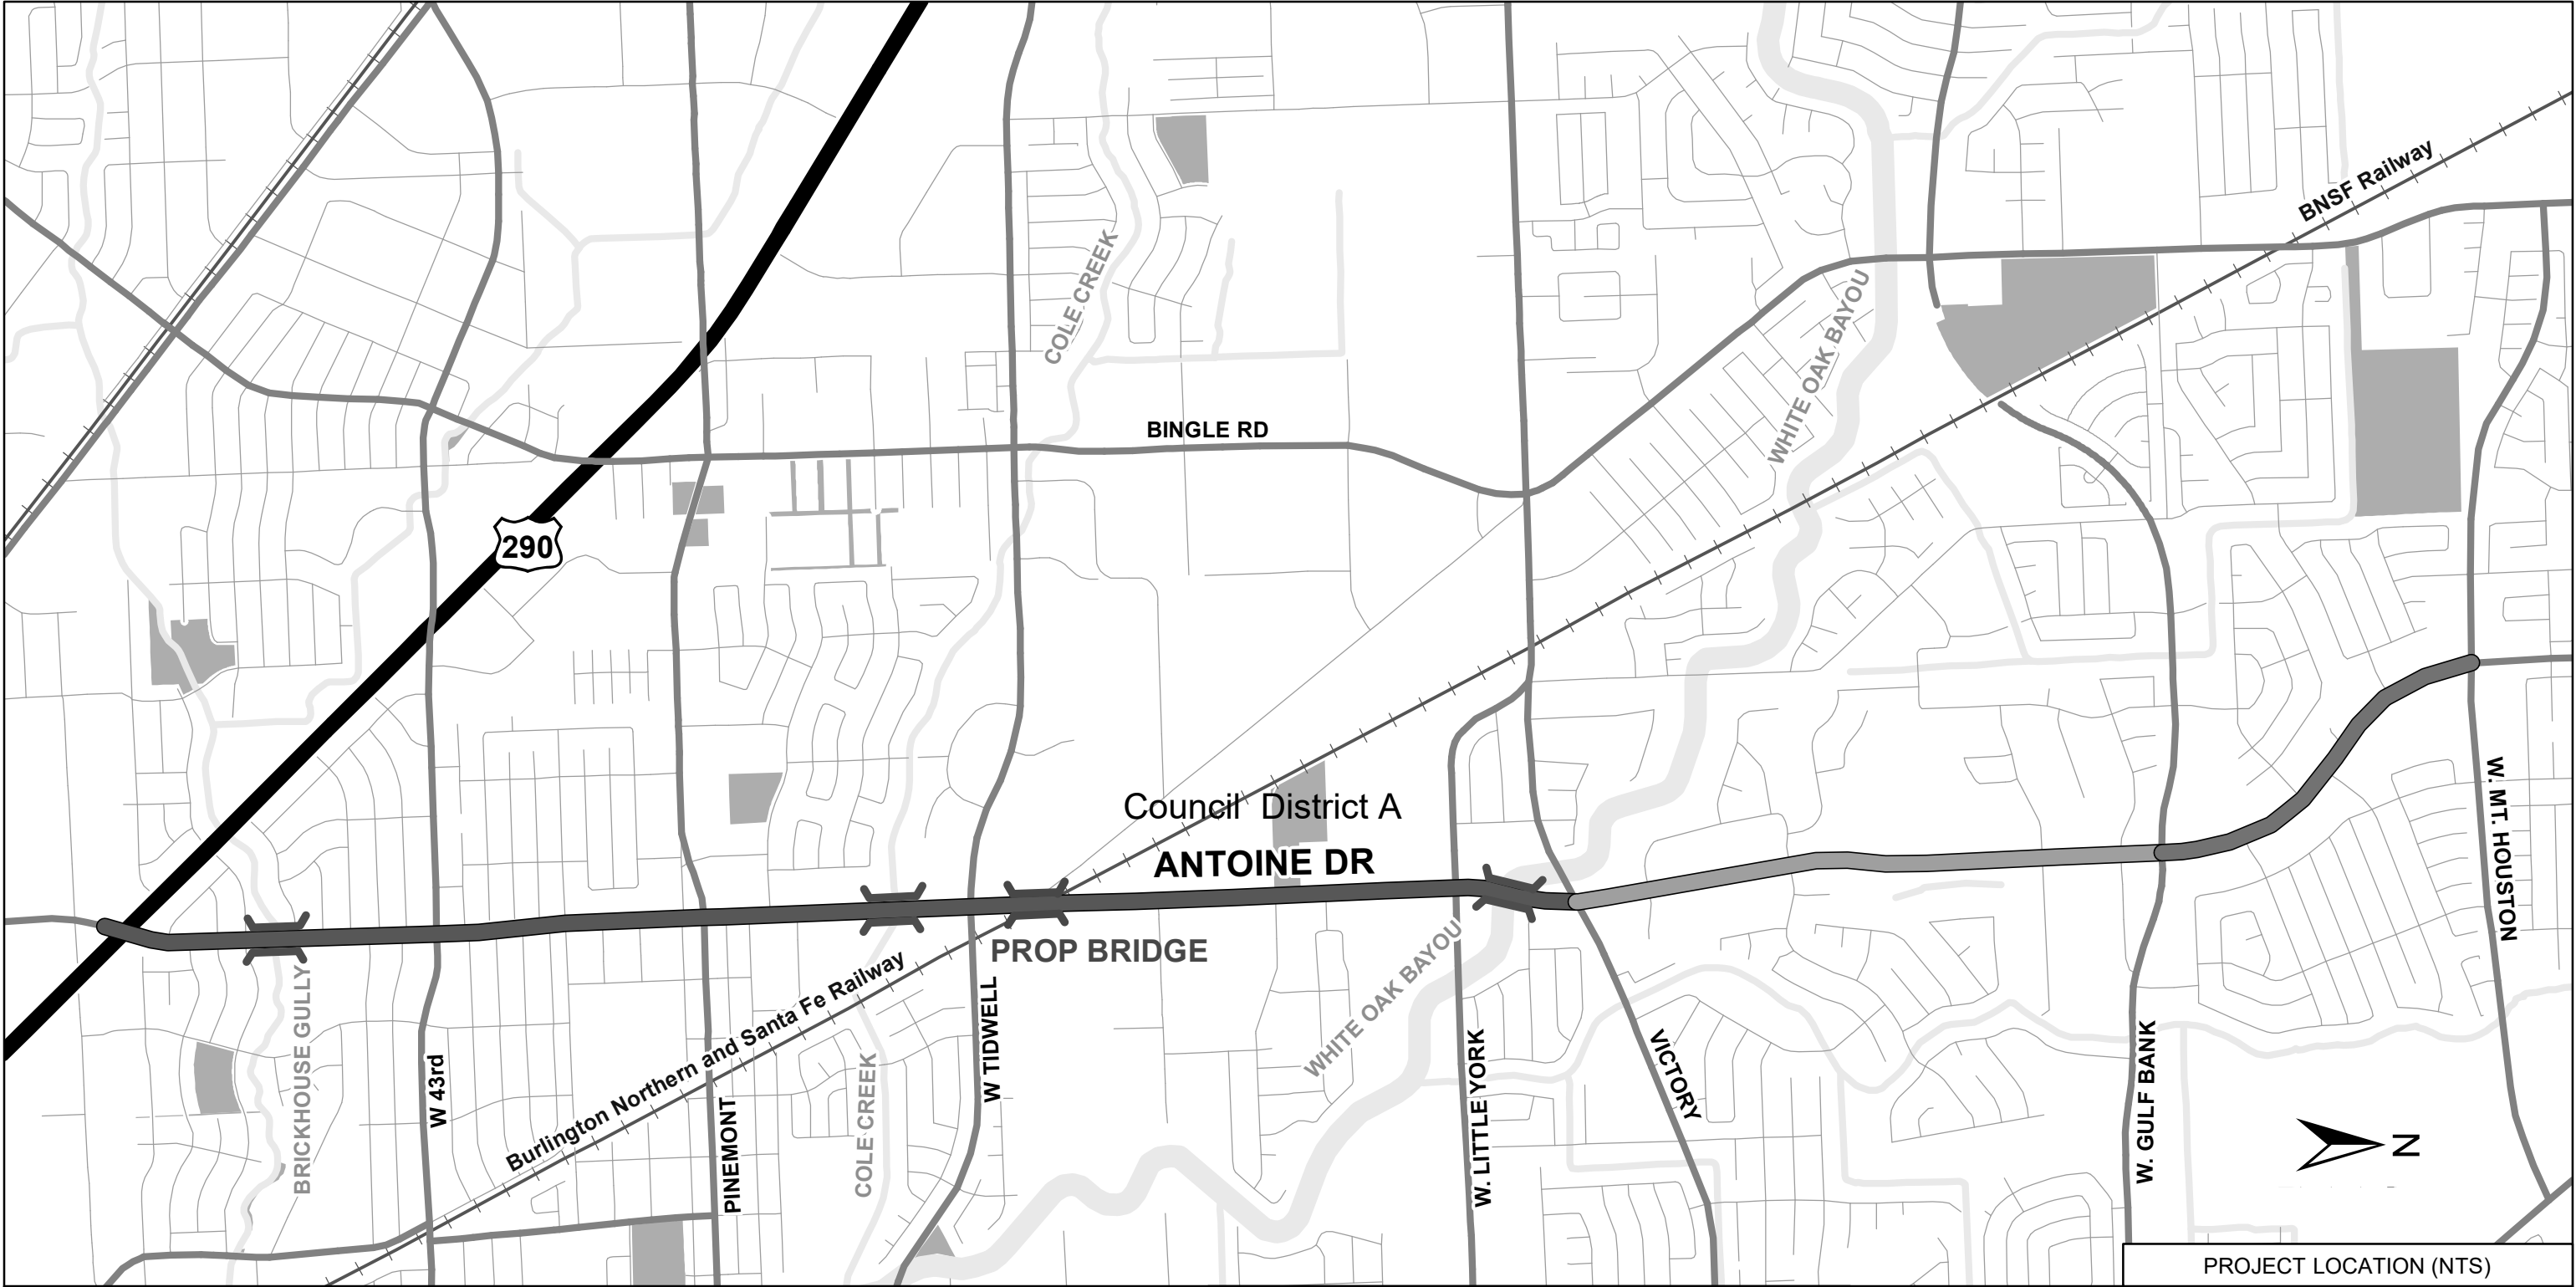 BNSF Railway
COLE CREEK
WHITE OAK BAYOU
BINGLE RD
290
Council District A
ANTOINE DR
W. MT. HOUSTON
PROP BRIDGE
BRICKHOUSE GULLY
W 43rd
Burlington Northern and Santa Fe Railway
PINEMONT
COLE CREEK
W TIDWELL
WHITE OAK BAYOU
W. LITTLE YORK
VICTORY
W. GULF BANK
N
PROJECT LOCATION (NTS)